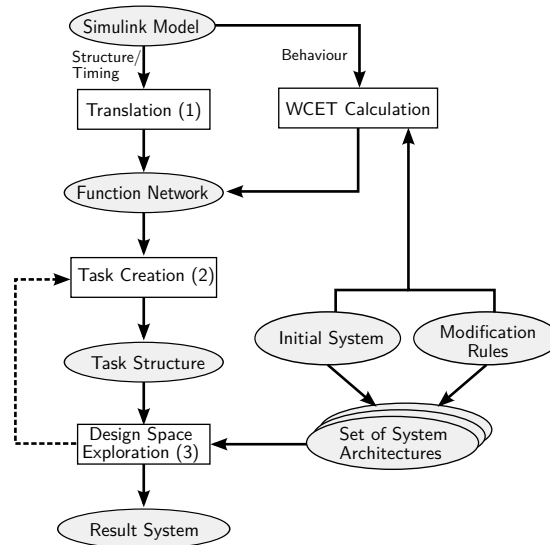 Simulink Model
Structure/
Timing
Behaviour
Translation (1)
WCET Calculation
Function Network
Task Creation (2)
Initial System
Modification
Rules
Task Structure
Design Space
Exploration (3)
Set of System
Architectures
Result System